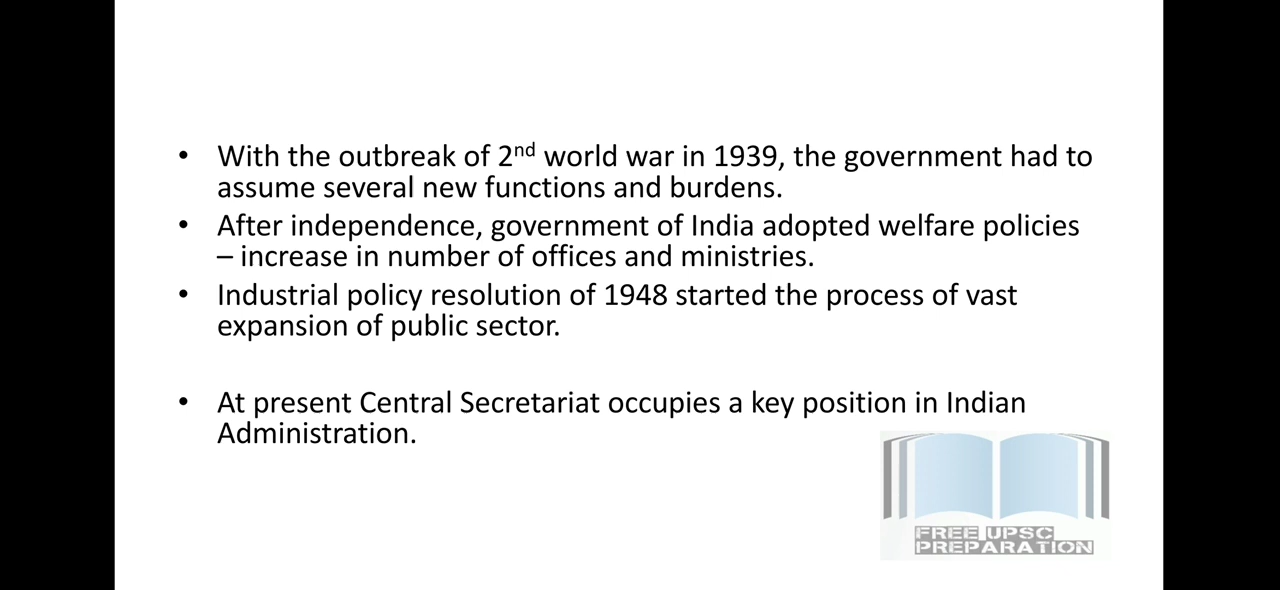 • With the outbreak of 2nd world war in 1939, the government had to
assume several new functions and burdens.
• After independence, government of India adopted welfare policies
– increase in number of offices and ministries.
• Industrial policy resolution of 1948 started the process of vast
expansion of public sector.
• At present Central Secretariat occupies a key position in Indian
Administration.
FREE UPSC
PREPARATION